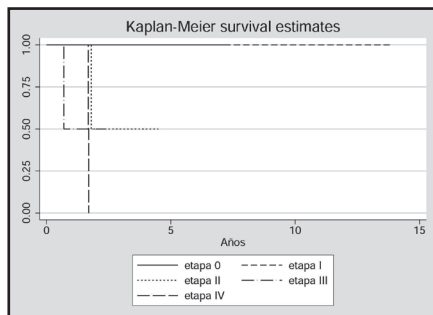 Kaplan-Meier survival estimates
1.00
0.75
0.50
0.25
0.00
0 5 10 15
Años
etapa 0 etapa I
etapa II etapa III
etapa IV